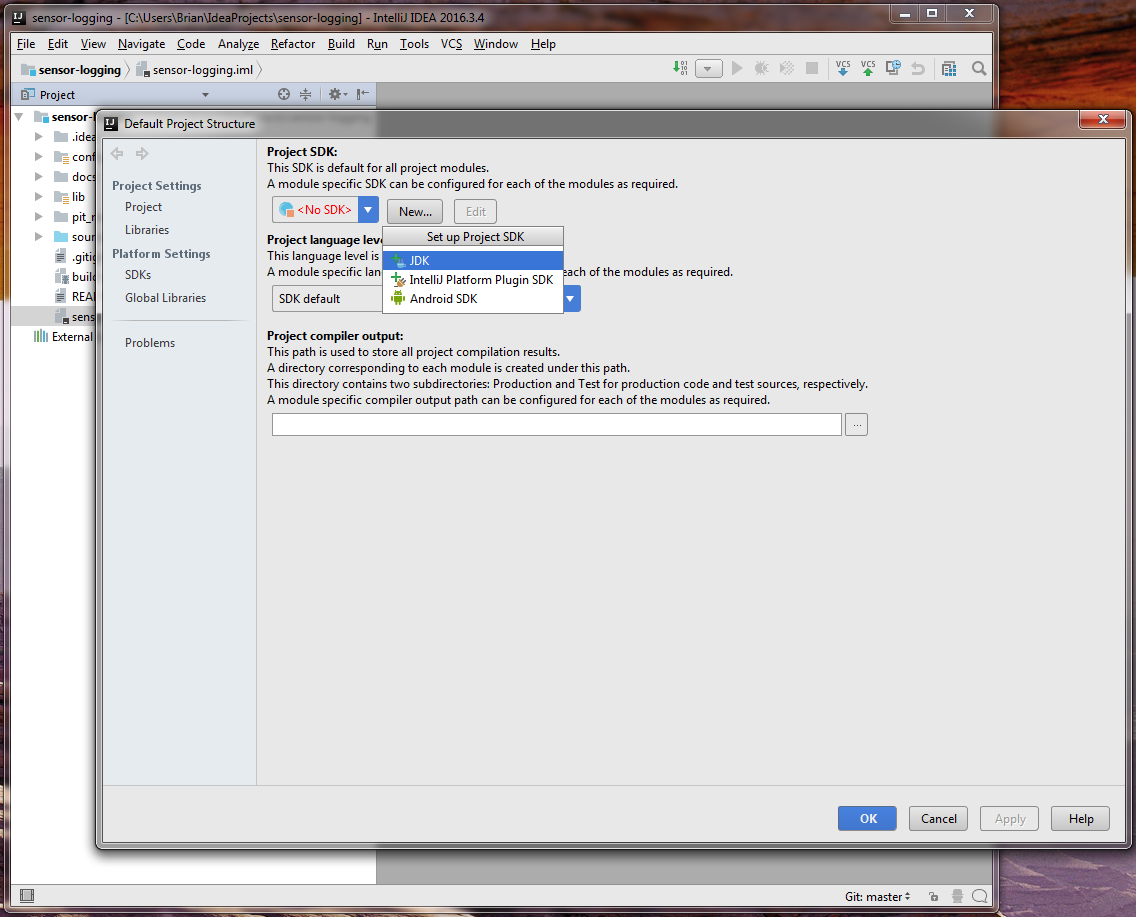 sensor-logging - [C:\Users\Brian\IdeaProjects\sensor-logging] - IntelliJ IDEA 2016.3.4
File Edit View Navigate Code Analyze Refactor Build Run Tools VCS Window Help
sensor-logging sensor-logging.iml
VCS VCS
Project
sensor-l
.idea
conf
docs
lib
pit_r
sour
.gitig
build
REA
sens
External
Default Project Structure
Project Settings
Project
Libraries
Platform Settings
SDKs
Global Libraries
Problems
Project SDK:
This SDK is default for all project modules.
A module specific SDK can be configured for each of the modules as required.
<No SDK> New... Edit
Set up Project SDK
JDK
IntelliJ Platform Plugin SDK
Android SDK
Project language leve
This language level is
A module specific lan each of the modules as required.
SDK default
Project compiler output:
This path is used to store all project compilation results.
A directory corresponding to each module is created under this path.
This directory contains two subdirectories: Production and Test for production code and test sources, respectively.
A module specific compiler output path can be configured for each of the modules as required.
...
OK Cancel Apply Help
Git: master